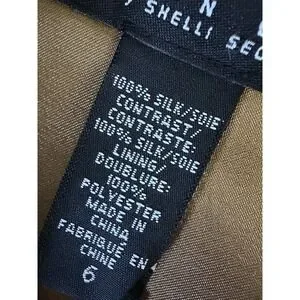 N
SHELLI SEG
100% SILK/SOIE
CONTRAST/
CONTRASTE:
100% SILK/SOIE
LINING/
DOUBLURE:
100%
POLYESTER
MADE IN
CHINA
FABRIQUÉ EN
CHINE
6